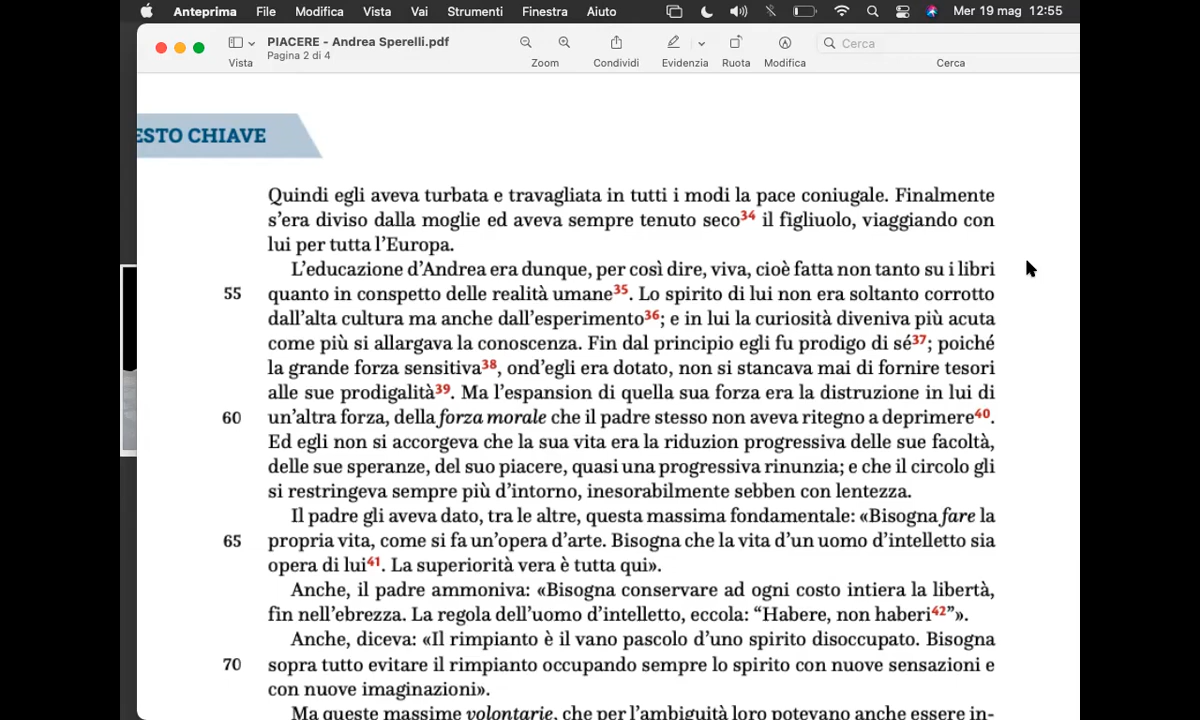 Anteprima File Modifica Vista Vai Strumenti Finestra Aiuto Mer 19 mag 12:55
PIACERE - Andrea Sperelli.pdf
Pagina 2 di 4
Cerca
Vista Zoom Condividi Evidenzia Ruota Modifica Cerca
ESTO CHIAVE
Quindi egli aveva turbata e travagliata in tutti i modi la pace coniugale. Finalmente
s’era diviso dalla moglie ed aveva sempre tenuto seco34 il figliuolo, viaggiando con
lui per tutta l’Europa.
L’educazione d’Andrea era dunque, per così dire, viva, cioè fatta non tanto su i libri
55 quanto in conspetto delle realità umane35. Lo spirito di lui non era soltanto corrotto
dall’alta cultura ma anche dall’esperimento36; e in lui la curiosità diveniva più acuta
come più si allargava la conoscenza. Fin dal principio egli fu prodigo di sé37; poiché
la grande forza sensitiva38, ond’egli era dotato, non si stancava mai di fornire tesori
alle sue prodigalità39. Ma l’espansion di quella sua forza era la distruzione in lui di
60 un’altra forza, della forza morale che il padre stesso non aveva ritegno a deprimere40.
Ed egli non si accorgeva che la sua vita era la riduzion progressiva delle sue facoltà,
delle sue speranze, del suo piacere, quasi una progressiva rinunzia; e che il circolo gli
si restringeva sempre più d’intorno, inesorabilmente sebben con lentezza.
Il padre gli aveva dato, tra le altre, questa massima fondamentale: «Bisogna fare la
65 propria vita, come si fa un’opera d’arte. Bisogna che la vita d’un uomo d’intelletto sia
opera di lui41. La superiorità vera è tutta qui».
Anche, il padre ammoniva: «Bisogna conservare ad ogni costo intiera la libertà,
fin nell’ebrezza. La regola dell’uomo d’intelletto, eccola: “Habere, non haberi42”».
Anche, diceva: «Il rimpianto è il vano pascolo d’uno spirito disoccupato. Bisogna
70 sopra tutto evitare il rimpianto occupando sempre lo spirito con nuove sensazioni e
con nuove imaginazioni».
Ma queste massime volontarie, che per l’ambiguità loro potevano anche essere in-